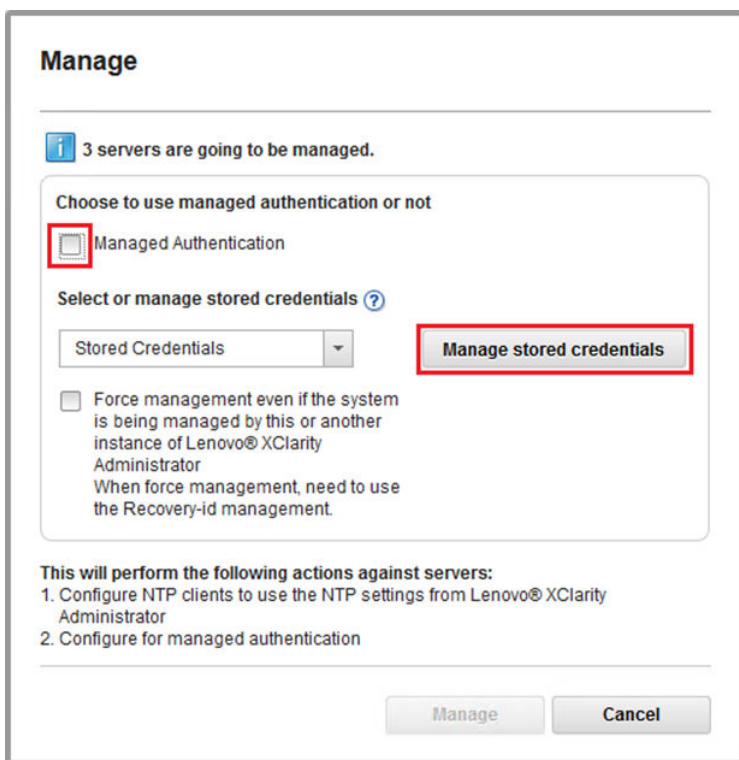 Manage
3 servers are going to be managed.
Choose to use managed authentication or not
Managed Authentication
Select or manage stored credentials ?
Stored Credentials
Manage stored credentials
Force management even if the system
is being managed by this or another
instance of Lenovo® XClarity
Administrator
When force management, need to use
the Recovery-id management.
This will perform the following actions against servers:
1. Configure NTP clients to use the NTP settings from Lenovo® XClarity
Administrator
2. Configure for managed authentication
Manage
Cancel